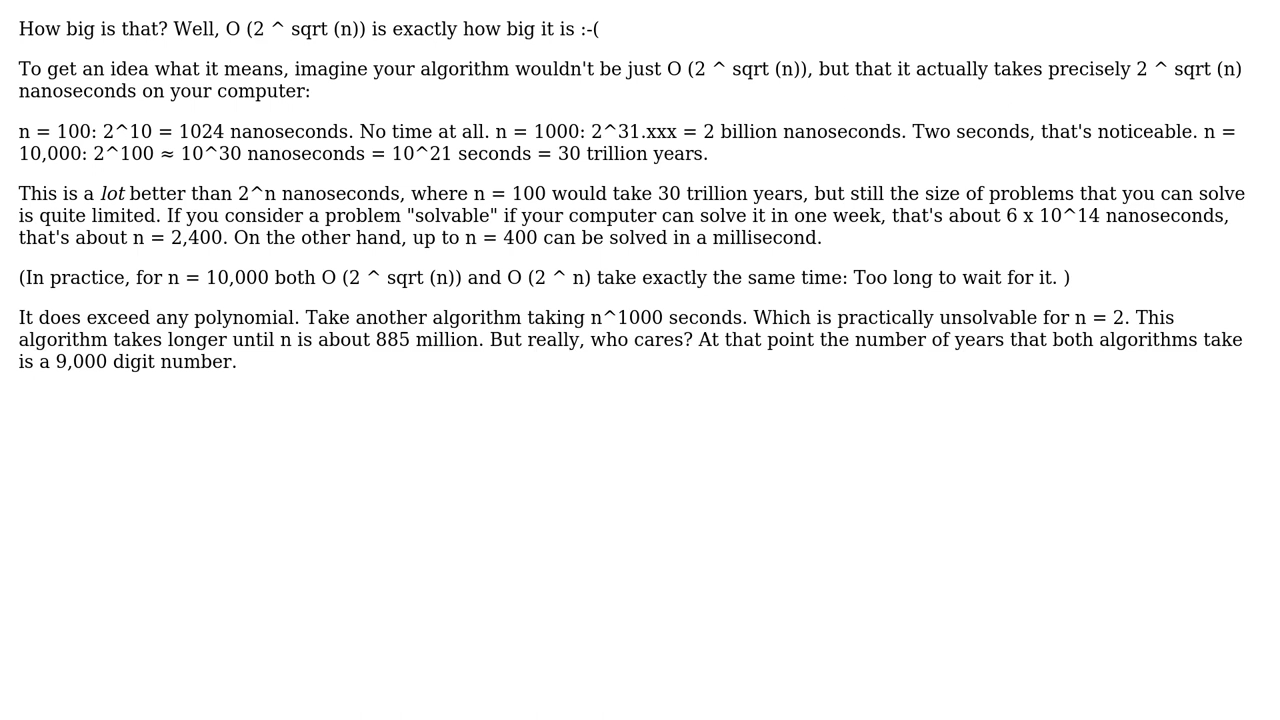 How big is that? Well, O (2 ^ sqrt (n)) is exactly how big it is :-(
To get an idea what it means, imagine your algorithm wouldn't be just O (2 ^ sqrt (n)), but that it actually takes precisely 2 ^ sqrt (n)
nanoseconds on your computer:
n = 100: 2^10 = 1024 nanoseconds. No time at all. n = 1000: 2^31.xxx = 2 billion nanoseconds. Two seconds, that's noticeable. n =
10,000: 2^100 ≈ 10^30 nanoseconds = 10^21 seconds = 30 trillion years.
This is a lot better than 2^n nanoseconds, where n = 100 would take 30 trillion years, but still the size of problems that you can solve
is quite limited. If you consider a problem "solvable" if your computer can solve it in one week, that's about 6 x 10^14 nanoseconds,
that's about n = 2,400. On the other hand, up to n = 400 can be solved in a millisecond.
(In practice, for n = 10,000 both O (2 ^ sqrt (n)) and O (2 ^ n) take exactly the same time: Too long to wait for it. )
It does exceed any polynomial. Take another algorithm taking n^1000 seconds. Which is practically unsolvable for n = 2. This
algorithm takes longer until n is about 885 million. But really, who cares? At that point the number of years that both algorithms take
is a 9,000 digit number.